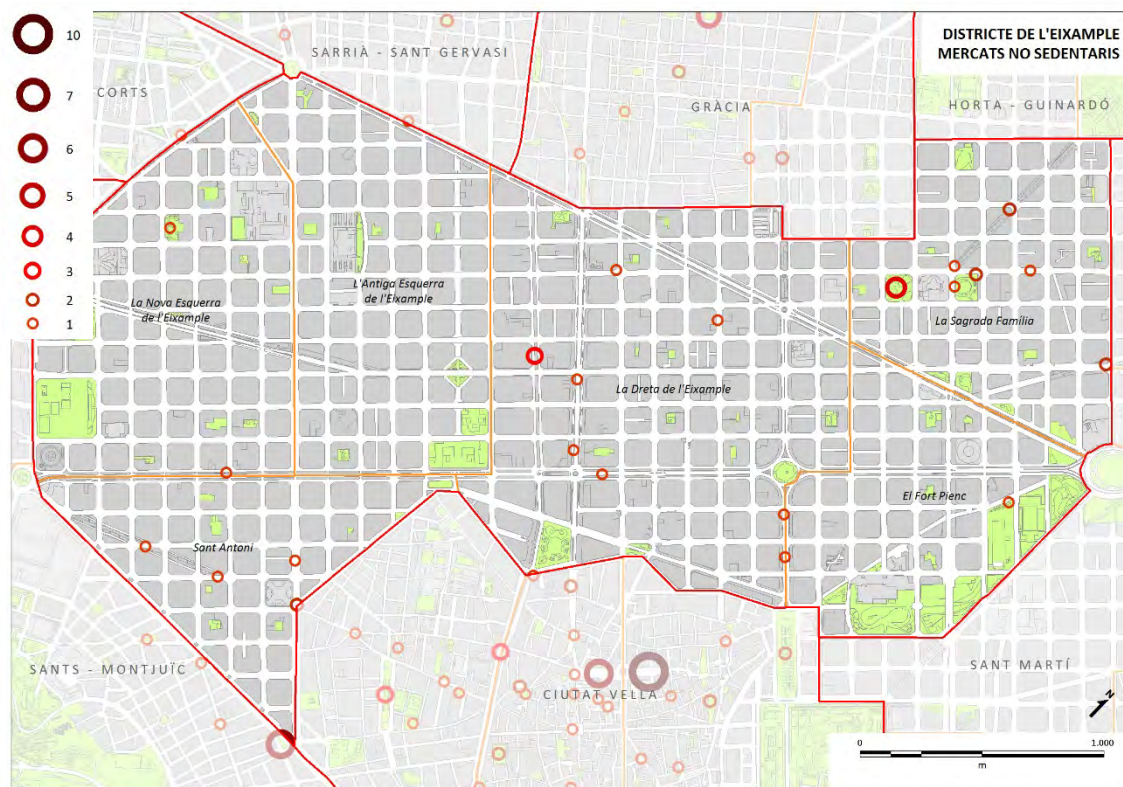 DISTRICTE DE L'EIXAMPLE
MERCATS NO SEDENTARIS
10
7
6
5
4
3
2
1
SARRIÀ - SANT GERVASI
CORTS
GRÀCIA
HORTA - GUINARDÓ
La Nova Esquerra
de l'Eixample
L'Antiga Esquerra
de l'Eixample
La Sagrada Família
La Dreta de l'Eixample
El Fort Pienc
Sant Antoni
SANTS - MONTJUÏC
CIUTAT VELLA
SANT MARTÍ
N
0
1.000
m